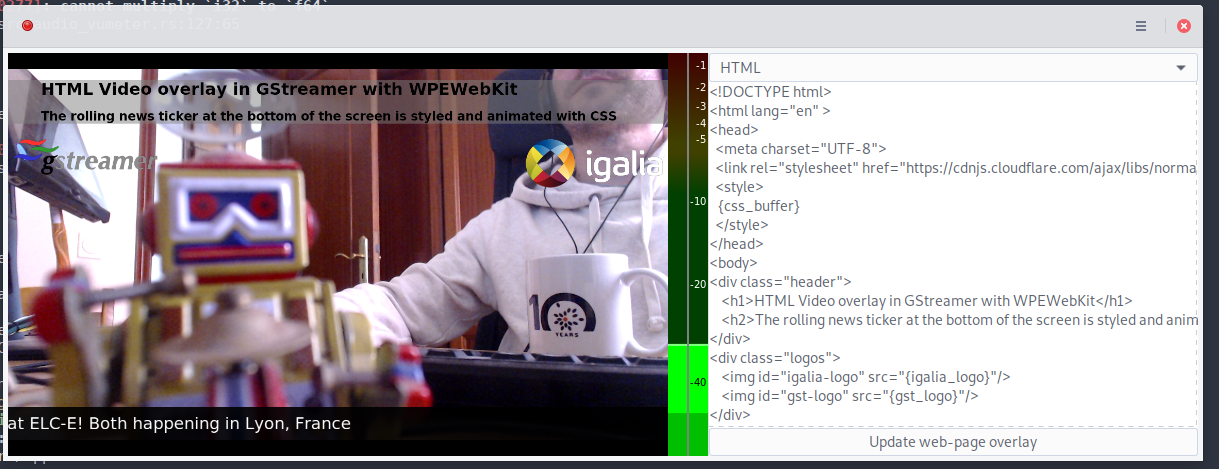 : cannot multiply `i32` to `f64`
audio_vumeter.rs:127:65
HTML Video overlay in GStreamer with WPEWebKit
The rolling news ticker at the bottom of the screen is styled and animated with CSS
gstreamer
igalia
10
YEARS
at ELC-E! Both happening in Lyon, France
-1
-2
-3
-4
-5
-10
-20
-40
HTML
<!DOCTYPE html>
<html lang="en" >
<head>
<meta charset="UTF-8">
<link rel="stylesheet" href="https://cdnjs.cloudflare.com/ajax/libs/norma
<style>
{css_buffer}
</style>
</head>
<body>
<div class="header">
<h1>HTML Video overlay in GStreamer with WPEWebKit</h1>
<h2>The rolling news ticker at the bottom of the screen is styled and anim
</div>
<div class="logos">
<img id="igalia-logo" src="{igalia_logo}"/>
<img id="gst-logo" src="{gst_logo}"/>
</div>
Update web-page overlay